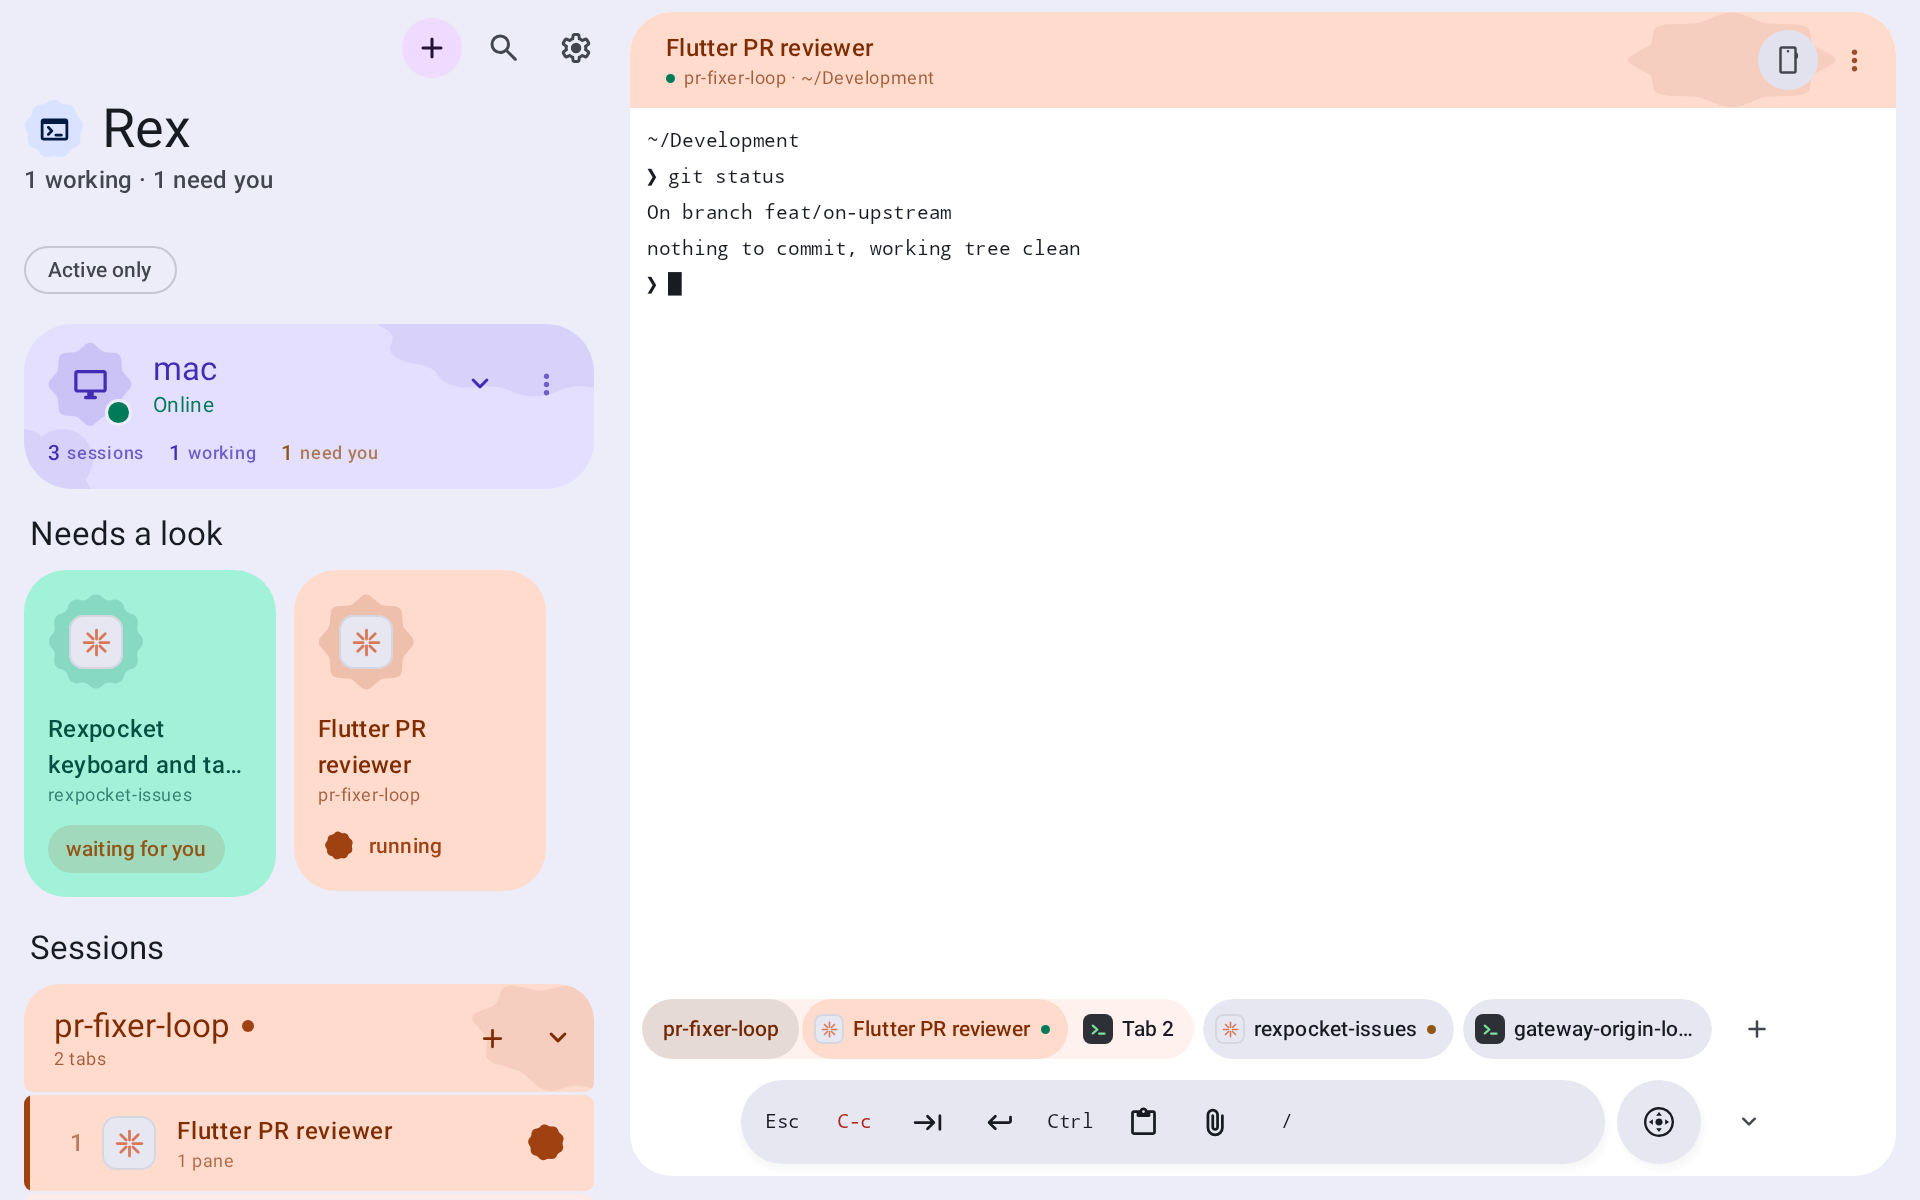 Rex
1 working · 1 need you
Active only
mac
Online
3 sessions 1 working 1 need you
Needs a look
Rexpocket
keyboard and ta…
rexpocket-issues
waiting for you
Flutter PR
reviewer
pr-fixer-loop
running
Sessions
pr-fixer-loop
2 tabs
1 Flutter PR reviewer
1 pane
Flutter PR reviewer
pr-fixer-loop · ~/Development
~/Development
❯ git status
On branch feat/on-upstream
nothing to commit, working tree clean
❯
pr-fixer-loop Flutter PR reviewer Tab 2 rexpocket-issues gateway-origin-lo…
Esc C-c Ctrl /